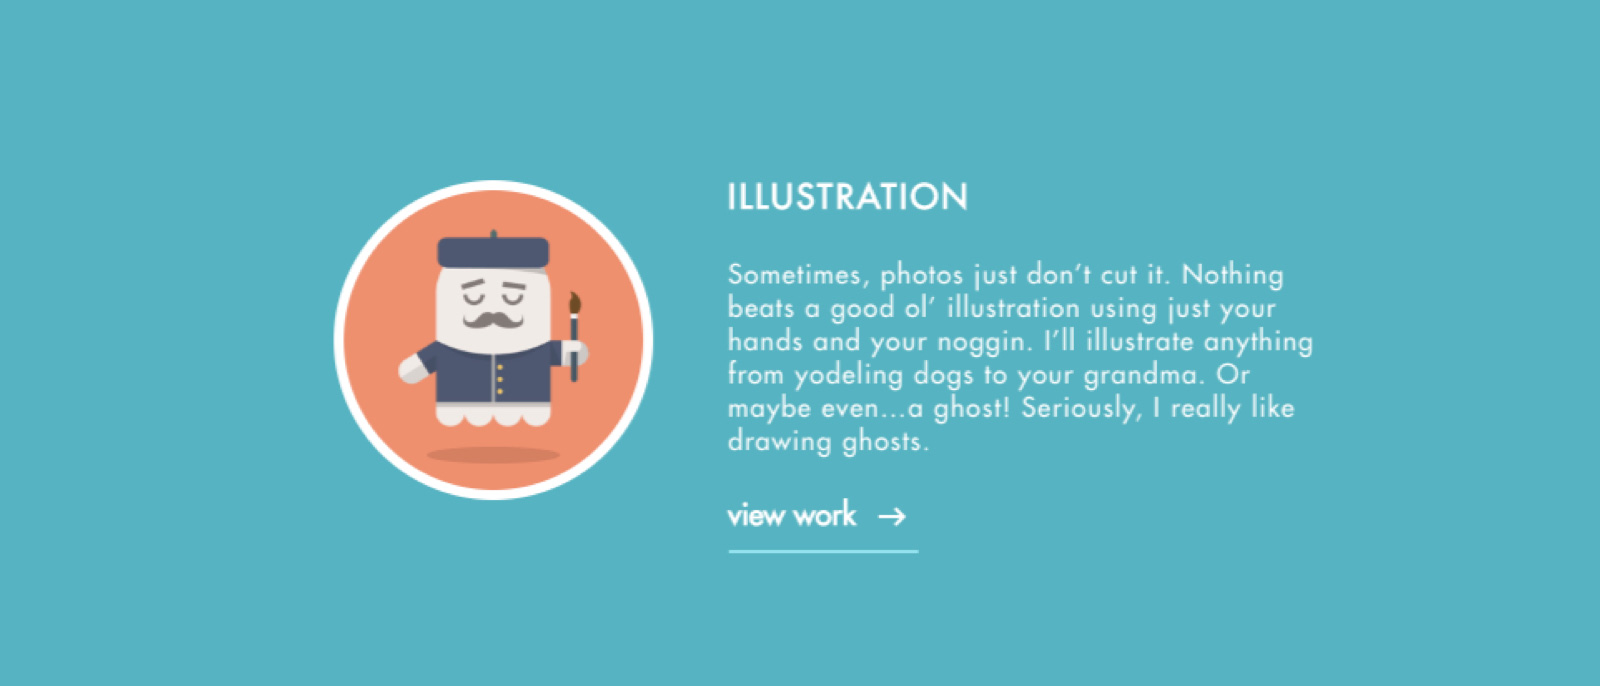 ILLUSTRATION
Sometimes, photos just don’t cut it. Nothing
beats a good ol’ illustration using just your
hands and your noggin. I’ll illustrate anything
from yodeling dogs to your grandma. Or
maybe even...a ghost! Seriously, I really like
drawing ghosts.
view work →